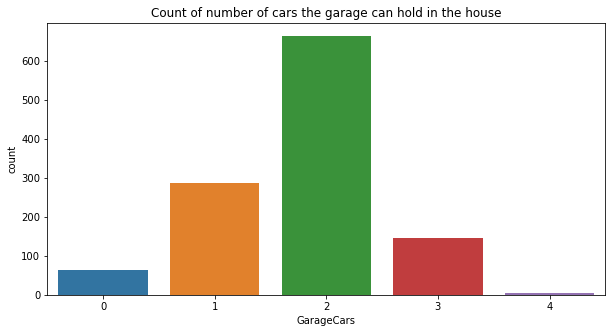 Count of number of cars the garage can hold in the house
600
500
400
300
200
100
0
count
0 1 2 3 4
GarageCars